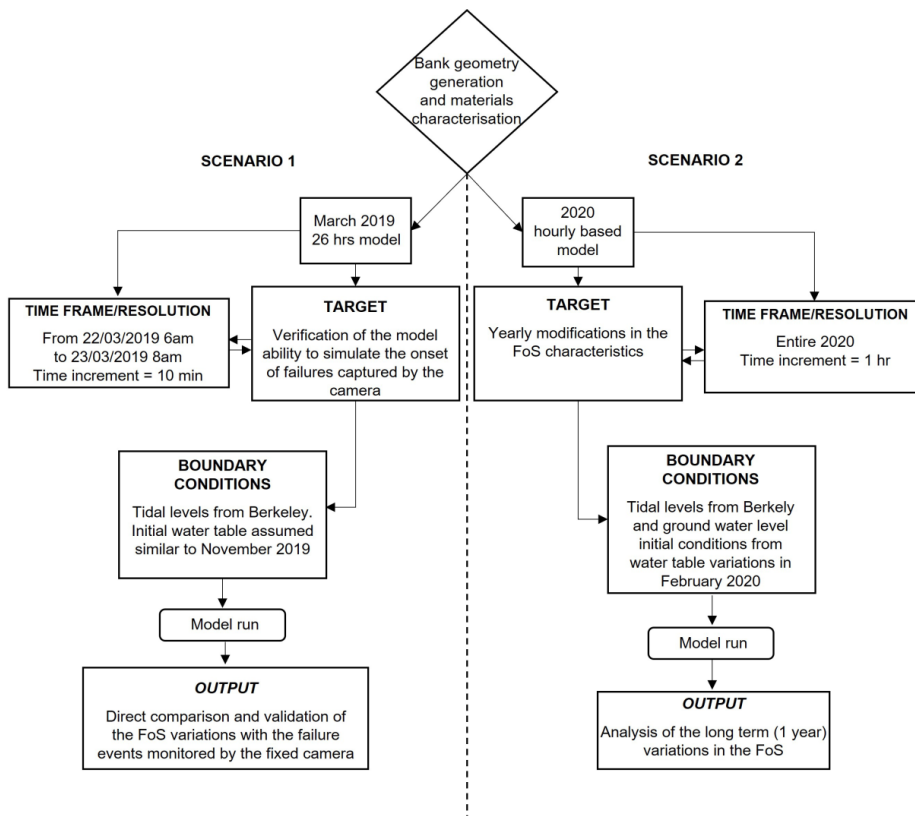 Bank geometry
generation
and materials
characterisation
SCENARIO 1
SCENARIO 2
March 2019
26 hrs model
2020
hourly based
model
TIME FRAME/RESOLUTION
From 22/03/2019 6am
to 23/03/2019 8am
Time increment = 10 min
TARGET
Verification of the model
ability to simulate the onset
of failures captured by the
camera
TARGET
Yearly modifications in the
FoS characteristics
TIME FRAME/RESOLUTION
Entire 2020
Time increment = 1 hr
BOUNDARY
CONDITIONS
Tidal levels from Berkeley.
Initial water table assumed
similar to November 2019
BOUNDARY
CONDITIONS
Tidal levels from Berkely
and ground water level
initial conditions from
water table variations in
February 2020
Model run
Model run
OUTPUT
Direct comparison and validation of
the FoS variations with the failure
events monitored by the fixed camera
OUTPUT
Analysis of the long term (1 year)
variations in the FoS